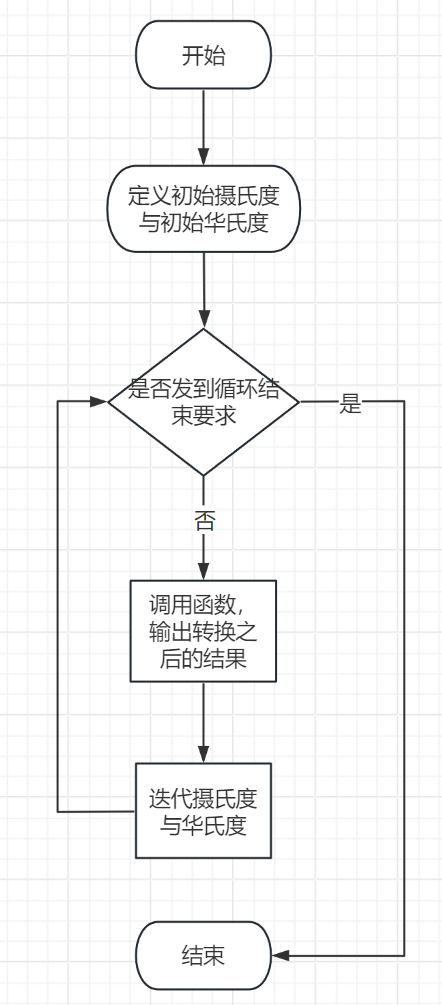 开始
定义初始摄氏度
与初始华氏度
是否发到循环结
束要求
是
否
调用函数，
输出转换之
后的结果
迭代摄氏度
与华氏度
结束